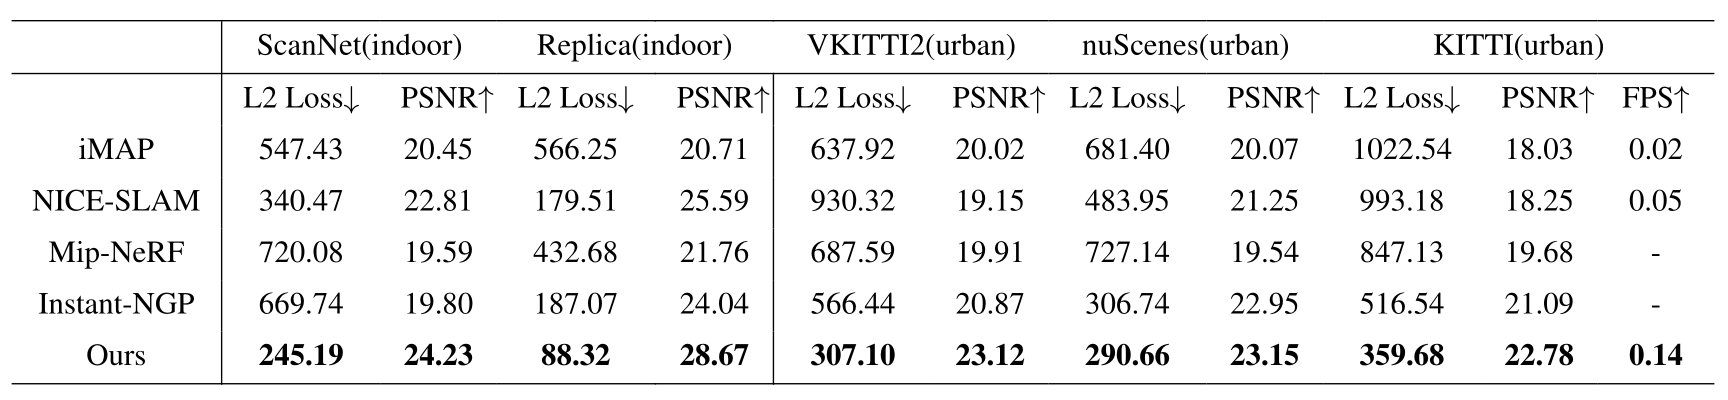 ScanNet(indoor) Replica(indoor) VKITTI2(urban) nuScenes(urban) KITTI(urban)
L2 Loss↓ PSNR↑ L2 Loss↓ PSNR↑ L2 Loss↓ PSNR↑ L2 Loss↓ PSNR↑ L2 Loss↓ PSNR↑ FPS↑
iMAP 547.43 20.45 566.25 20.71 637.92 20.02 681.40 20.07 1022.54 18.03 0.02
NICE-SLAM 340.47 22.81 179.51 25.59 930.32 19.15 483.95 21.25 993.18 18.25 0.05
Mip-NeRF 720.08 19.59 432.68 21.76 687.59 19.91 727.14 19.54 847.13 19.68 -
Instant-NGP 669.74 19.80 187.07 24.04 566.44 20.87 306.74 22.95 516.54 21.09 -
Ours 245.19 24.23 88.32 28.67 307.10 23.12 290.66 23.15 359.68 22.78 0.14